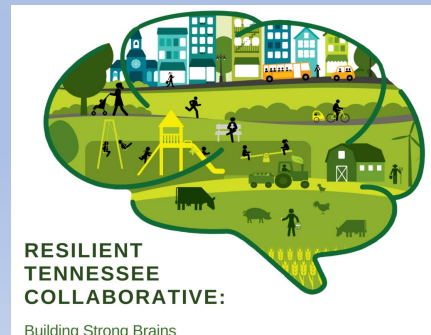 RESILIENT
TENNESSEE
COLLABORATIVE:
Building Strong Brains